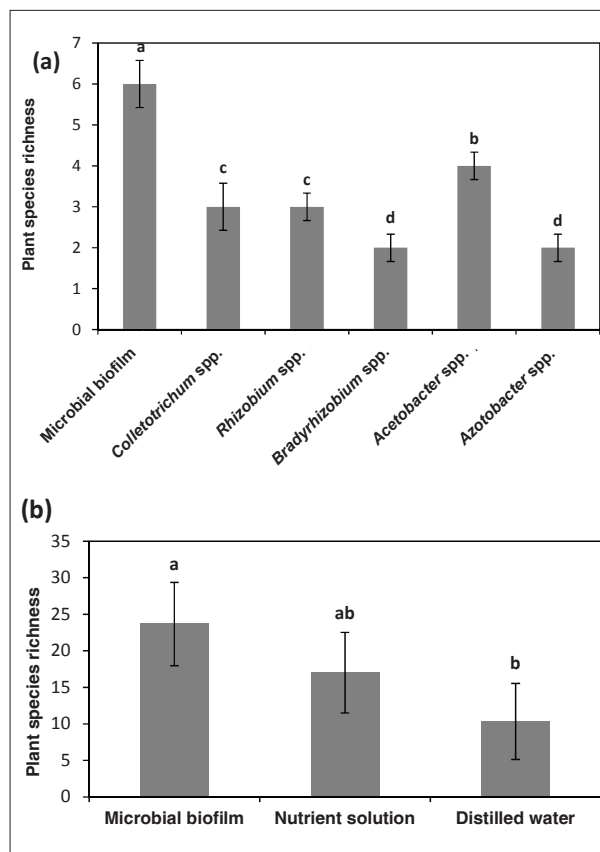 (a)
Plant species richness
7
6
5
4
3
2
1
0
a
c
c
d
b
d
Microbial biofilm
Colletotrichum spp.
Rhizobium spp.
Bradyrhizobium spp.
Acetobacter spp.
Azotobacter spp.
(b)
Plant species richness
35
30
25
20
15
10
5
0
a
ab
b
Microbial biofilm
Nutrient solution
Distilled water